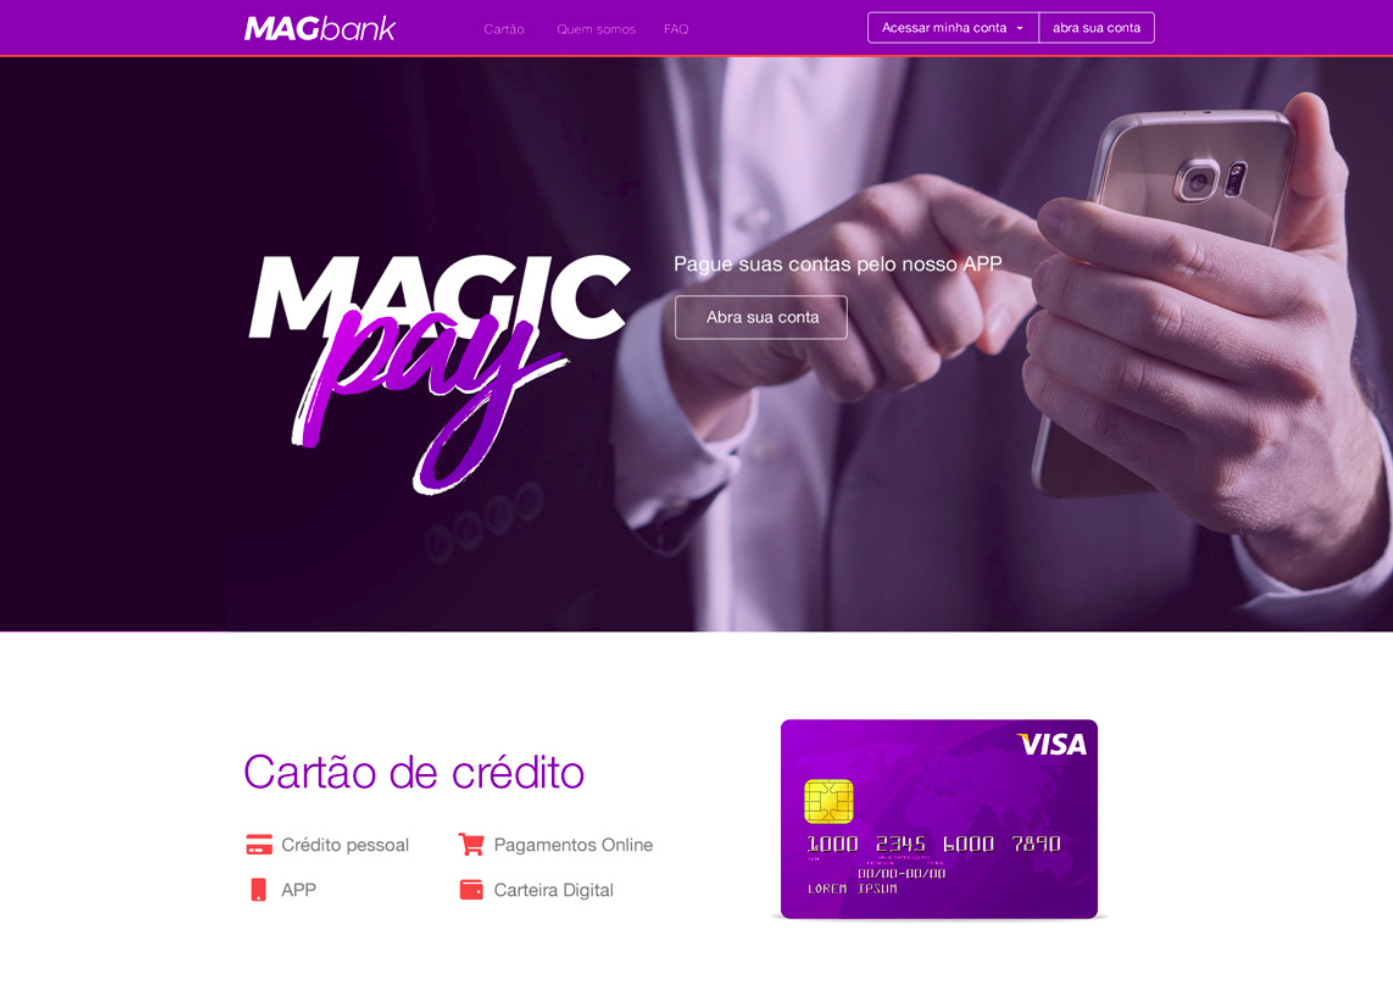 MAGbank
Cartão Quem somos FAQ
Acessar minha conta abra sua conta
MAGIC
pay
Pague suas contas pelo nosso APP
Abra sua conta
Cartão de crédito
Crédito pessoal Pagamentos Online
APP Carteira Digital
VISA
1000 2345 6000 7890
00/00-00/00
LOREM IPSUM